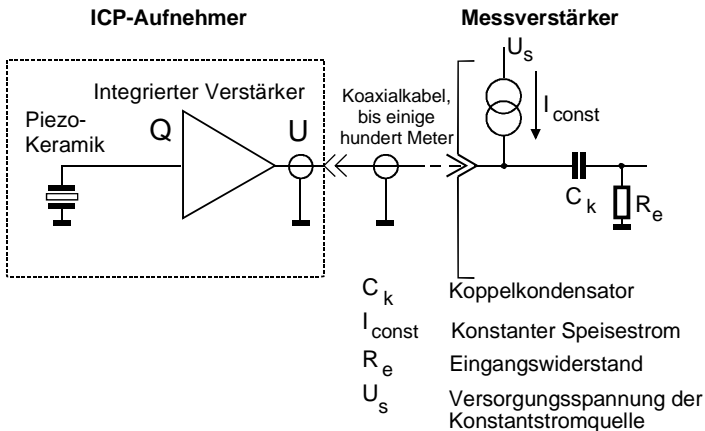 ICP-Aufnehmer
Messverstärker
U s
Integrierter Verstärker
Koaxialkabel,
bis einige
hundert Meter
I const
Piezo-
Keramik
Q
U
C k
R e
C k Koppelkondensator
I const Konstanter Speisestrom
R e Eingangswiderstand
U s Versorgungsspannung der
Konstantstromquelle